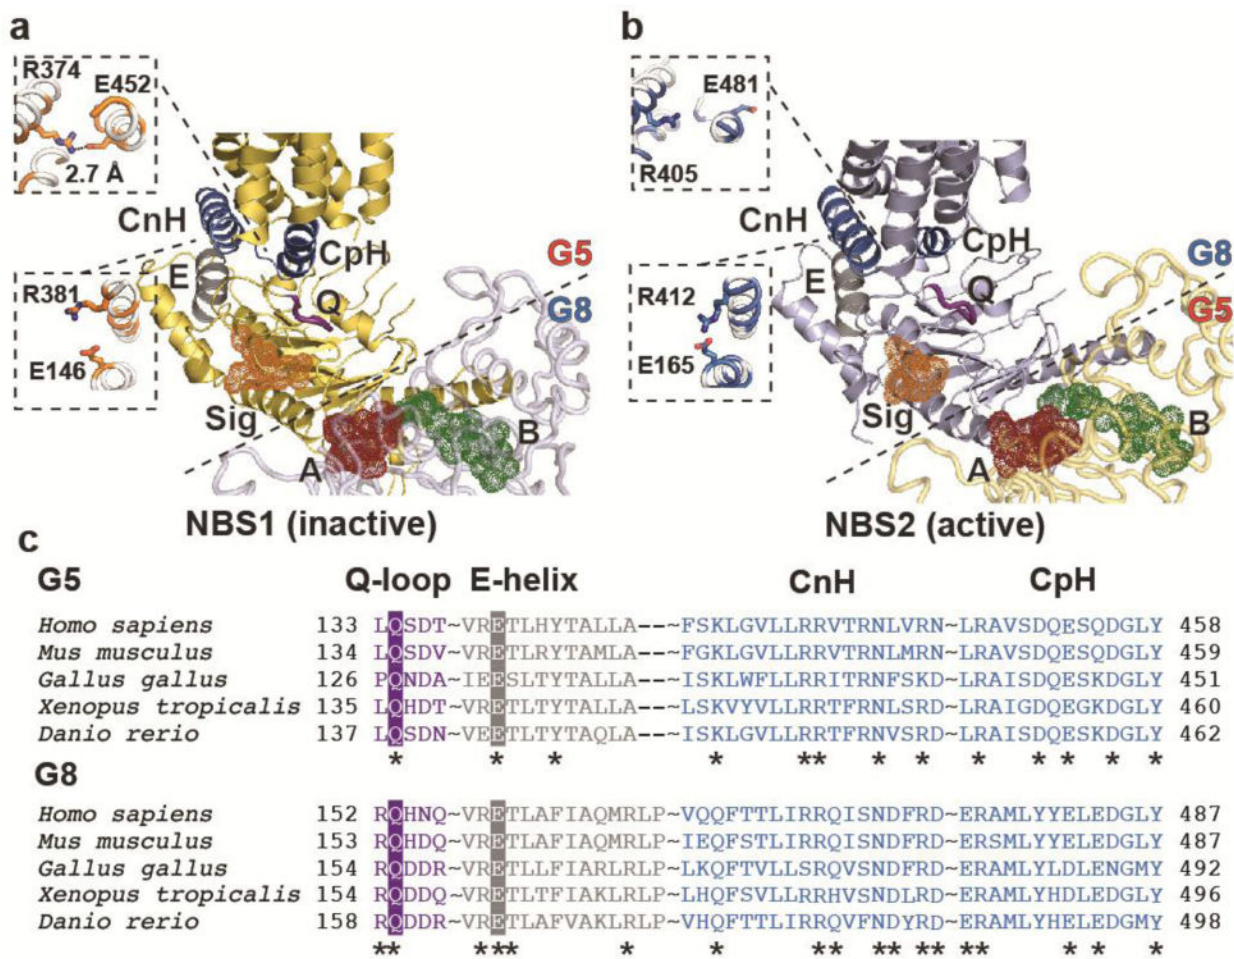 a
R374
E452
2.7 Å
CnH
E
CpH
Q
R381
E146
Sig
A
B
G5
G8
NBS1 (inactive)
b
E481
R405
CnH
E
CpH
Q
R412
E165
Sig
A
B
G8
G5
NBS2 (active)
c
G5 Q-loop E-helix CnH CpH
Homo sapiens 133 LQSDT~VRETLHYTALLA--~FSKLGVLLRRVTRNLVRN~LRAVSDQESQDGLY 458
Mus musculus 134 LQSDV~VRETLRYTAMLA--~FGKLGVLLRRVTRNLMRN~LRAVSDQESKDGLY 459
Gallus gallus 126 PQNDA~IEESLTYTALLA--~ISKLWFLLRRITRNFSKD~LRAVSDQESKDGLY 451
Xenopus tropicalis 135 LQHDT~VRETLTYTALLA--~LSKVYVLLRRTFRNLSRD~LRAIGDQEGKDGLY 460
Danio rerio 137 LQSDN~VEETLTYTAQLA--~ISKLGVLLRRTFRNVSRD~LRAISDQESKDGLY 462
* * * * ** * * * * * *
G8
Homo sapiens 152 RQHNQ~VRETLAFIAQMRLP~VQQFTTLIRRQISNDFRD~ERAMLYYELEDGLY 487
Mus musculus 153 RQHDQ~VRETLAFIAQMRLP~IEQFSTLIRRQISNDFRD~ERSMLYYELEDGLY 487
Gallus gallus 154 RQDDR~VRETLLFIARLRLP~LKQFTVLLSRQVSNDFRD~ERAMLYYDLENGMY 492
Xenopus tropicalis 154 RQDDQ~VRETLTFIAKLRLP~LHQFSVLLRRHVSNDLRD~ERAMLYHDLEDGLY 496
Danio rerio 158 RQDDR~VRETLAFVAKLRLP~VHQFTTLIRRQVFNDYRD~ERAMLYHELEDGMY 498
** *** * * ** ** ** ** * * *